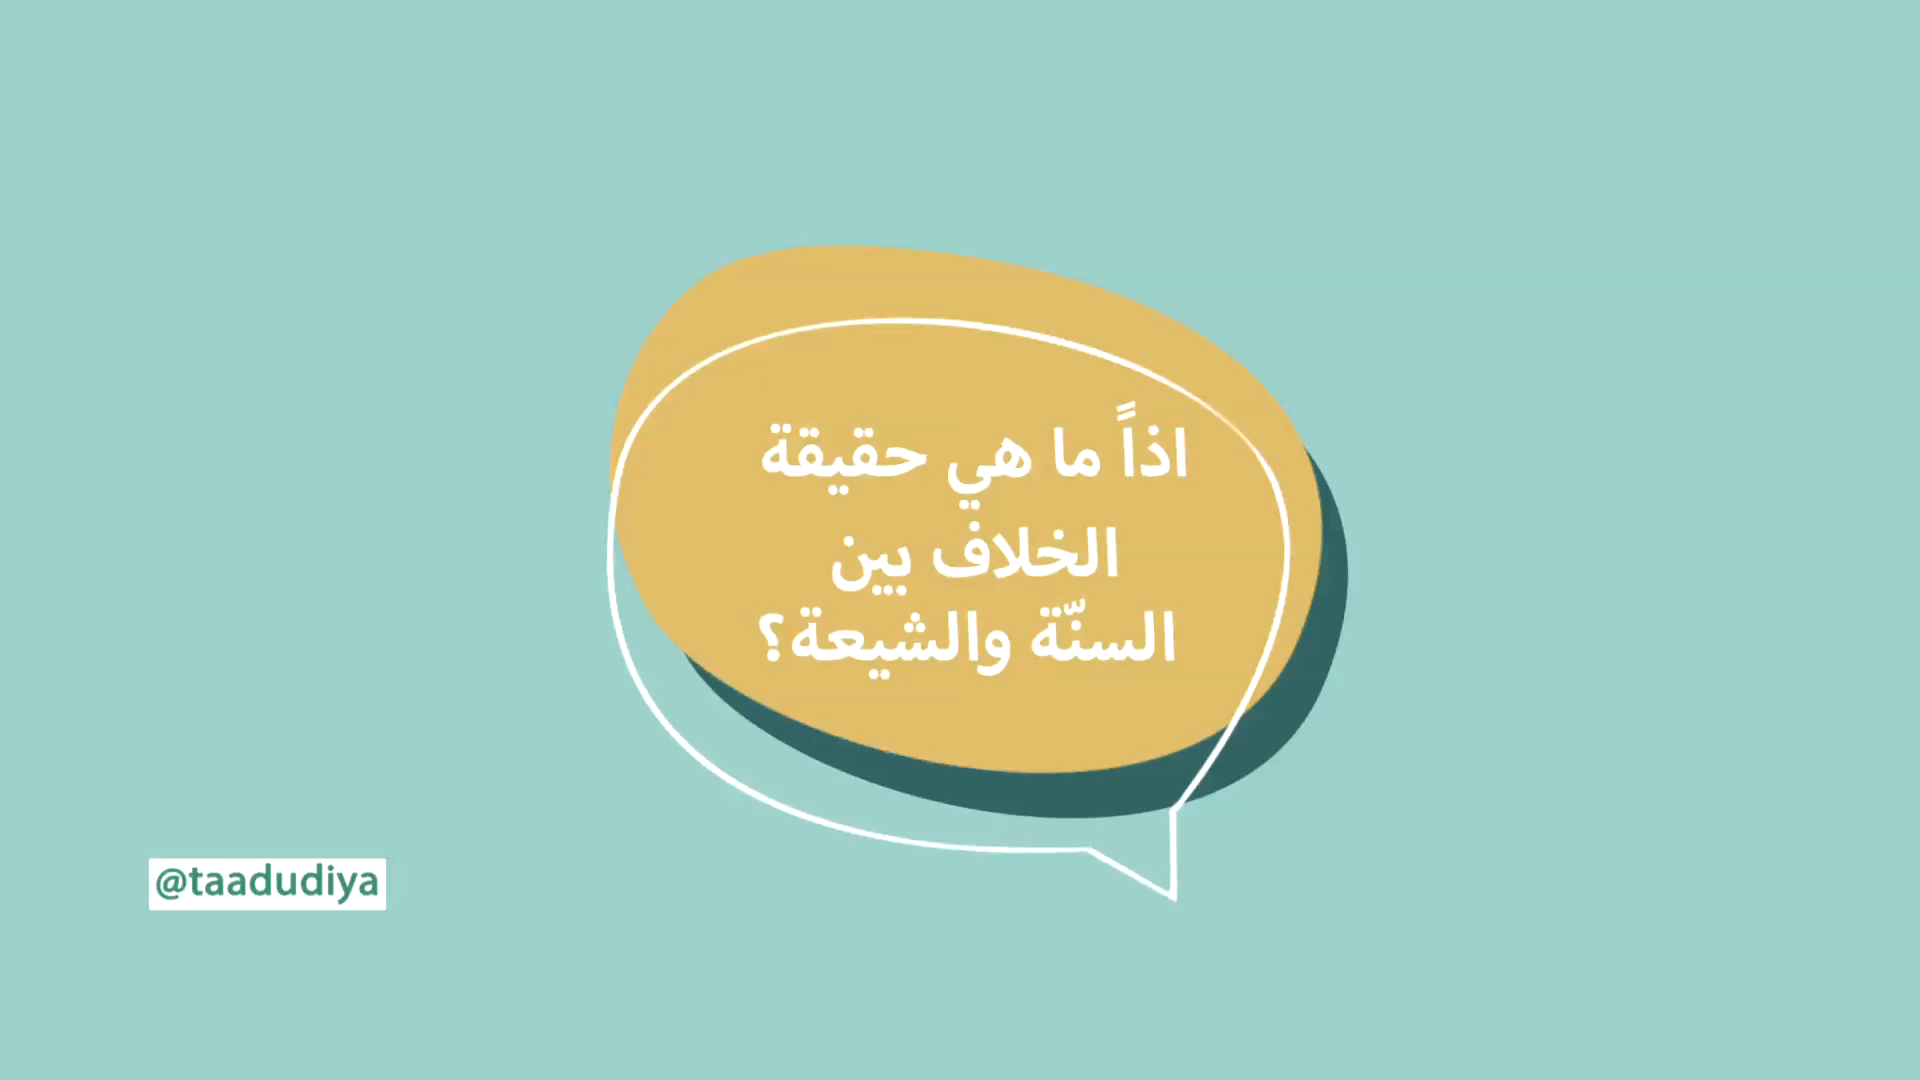 اذاً ما هي حقيقة
الخلاف بين
السنّة والشيعة؟
@taadudiya